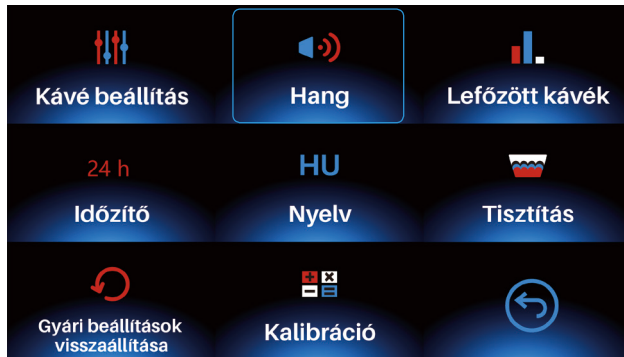 Kávé beállítás
Hang
Lefőzött kávék
24 h
Időzítő
HU
Nyelv
Tisztítás
Gyári beállítások
visszaállítása
Kalibráció